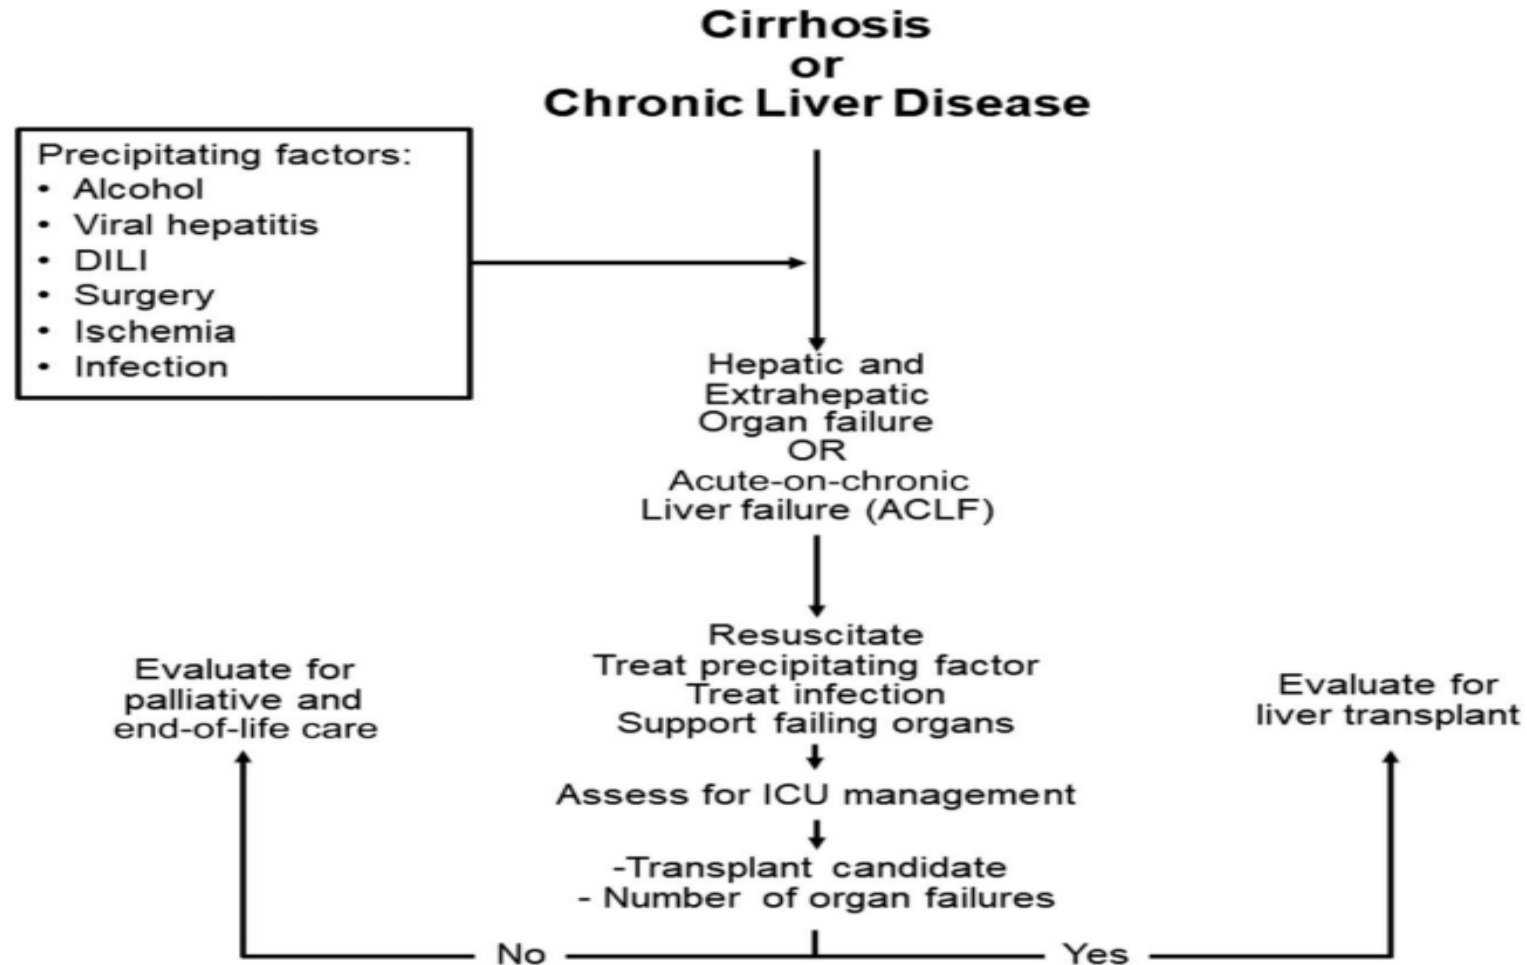 Cirrhosis
or
Chronic Liver Disease
Precipitating factors:
• Alcohol
• Viral hepatitis
• DILI
• Surgery
• Ischemia
• Infection
Hepatic and
Extrahepatic
Organ failure
OR
Acute-on-chronic
Liver failure (ACLF)
Resuscitate
Treat precipitating factor
Treat infection
Support failing organs
Evaluate for
palliative and
end-of-life care
Evaluate for
liver transplant
Assess for ICU management
-Transplant candidate
- Number of organ failures
No
Yes